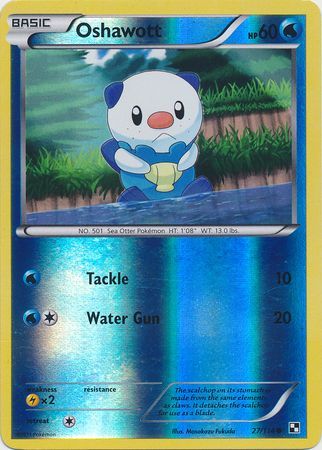 BASIC
Oshawott
HP60
NO. 501 Sea Otter Pokémon HT: 1'08" WT: 13.0 lbs.
Tackle 10
Water Gun 20
weakness resistance
×2
retreat
The scalchop on its stomach is
made from the same elements
as claws. it detaches the scalchop
for use as a blade.
©2011 Pokémon
Illus. Masakazu Fukuda
27/114